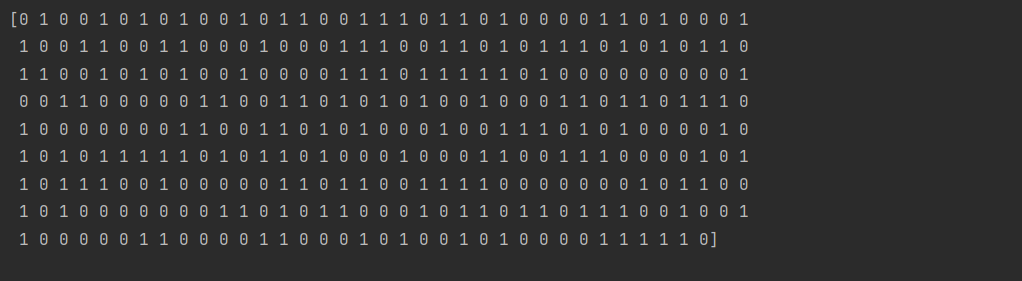 [0 1 0 0 1 0 1 0 1 0 0 1 0 1 1 0 0 1 1 1 0 1 1 0 1 0 0 0 0 1 1 0 1 0 0 0 1
1 0 0 1 1 0 0 1 1 0 0 0 1 0 0 0 1 1 1 0 0 1 1 0 1 0 1 1 1 0 1 0 1 0 1 1 0
1 1 0 0 1 0 1 0 1 0 0 1 0 0 0 0 1 1 1 0 1 1 1 1 1 0 1 0 0 0 0 0 0 0 0 0 1
0 0 1 1 0 0 0 0 0 1 1 0 0 1 1 0 1 0 1 0 1 0 0 1 0 0 0 1 1 0 1 1 0 1 1 1 0
1 0 0 0 0 0 0 0 1 1 0 0 1 1 0 1 0 1 0 0 0 1 0 0 1 1 1 0 1 0 1 0 0 0 0 1 0
1 0 1 0 1 1 1 1 1 0 1 0 1 1 0 1 0 0 0 1 0 0 0 1 1 0 0 1 1 1 0 0 0 0 1 0 1
1 0 1 1 1 0 0 1 0 0 0 0 0 1 1 0 1 1 0 0 1 1 1 1 0 0 0 0 0 0 0 1 0 1 1 0 0
1 0 1 0 0 0 0 0 0 0 1 1 0 1 0 1 1 0 0 0 1 0 1 1 0 1 1 0 1 1 1 0 0 1 0 0 1
1 0 0 0 0 0 1 1 0 0 0 0 1 1 0 0 0 1 0 1 0 0 1 0 1 0 0 0 0 1 1 1 1 1 0]